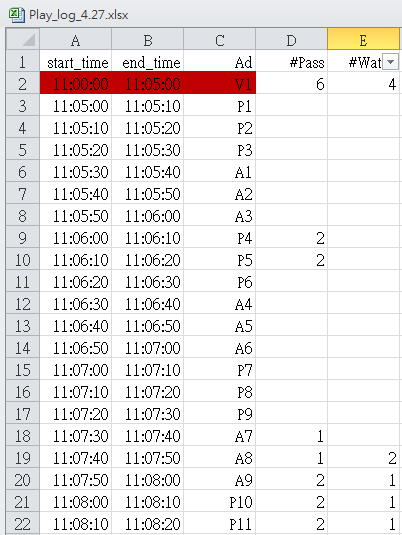 Play_log_4.27.xlsx
A B C D E
1 start_time end_time Ad #Pass #Wat
2 11:00:00 11:05:00 V1 6 4
3 11:05:00 11:05:10 P1
4 11:05:10 11:05:20 P2
5 11:05:20 11:05:30 P3
6 11:05:30 11:05:40 A1
7 11:05:40 11:05:50 A2
8 11:05:50 11:06:00 A3
9 11:06:00 11:06:10 P4 2
10 11:06:10 11:06:20 P5 2
11 11:06:20 11:06:30 P6
12 11:06:30 11:06:40 A4
13 11:06:40 11:06:50 A5
14 11:06:50 11:07:00 A6
15 11:07:00 11:07:10 P7
16 11:07:10 11:07:20 P8
17 11:07:20 11:07:30 P9
18 11:07:30 11:07:40 A7 1
19 11:07:40 11:07:50 A8 1 2
20 11:07:50 11:08:00 A9 2 1
21 11:08:00 11:08:10 P10 2 1
22 11:08:10 11:08:20 P11 2 1